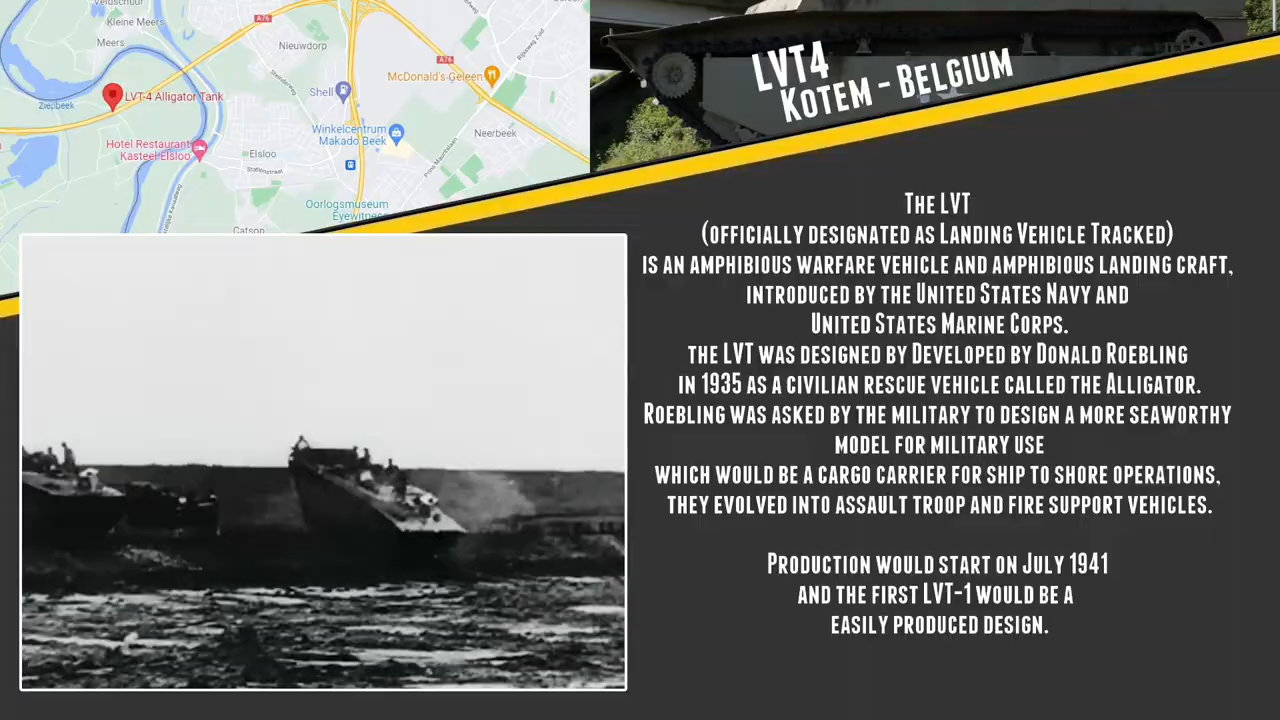 Veldschuur
Kleine Meers
Meers
A76
Nieuwdorp
A76
McDonald's Geleen
LVT-4 Alligator Tank
Ziepbeek
Shell
Winkelcentrum
Makado Beek
Neerbeek
Hotel Restaurant
Kasteel Elsloo
Elsloo
Stationsstraat
Prins Mauritslaan
Oorlogsmuseum
Eyewitness
Catsop
LVT4
Kotem - Belgium
The LVT
(officially designated as Landing Vehicle Tracked)
is an amphibious warfare vehicle and amphibious landing craft,
introduced by the United States Navy and
United States Marine Corps.
the LVT was designed by Developed by Donald Roebling
in 1935 as a civilian rescue vehicle called the Alligator.
Roebling was asked by the military to design a more seaworthy
model for military use
which would be a cargo carrier for ship to shore operations,
they evolved into assault troop and fire support vehicles.
Production would start on July 1941
and the first LVT-1 would be a
easily produced design.